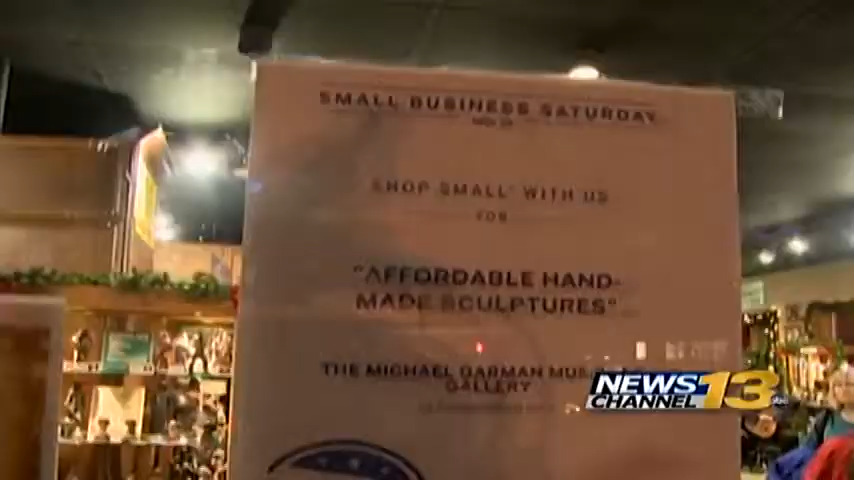 SMALL BUSINESS SATURDAY
SHOP SMALL WITH US
FOR
"AFFORDABLE HAND-
MADE SCULPTURES"
THE MICHAEL GARMAN
GALLERY
NEWS 13
CHANNEL abc